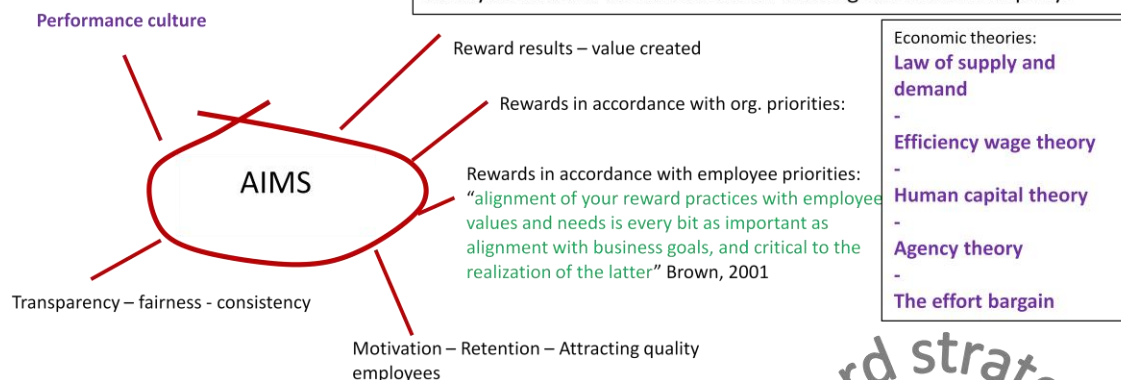 Performance culture
Reward results – value created
Rewards in accordance with org. priorities:
Rewards in accordance with employee priorities:
“alignment of your reward practices with employee
values and needs is every bit as important as
alignment with business goals, and critical to the
realization of the latter” Brown, 2001
AIMS
Transparency – fairness - consistency
Motivation – Retention – Attracting quality
employees
Economic theories:
Law of supply and
demand
-
Efficiency wage theory
-
Human capital theory
-
Agency theory
-
The effort bargain